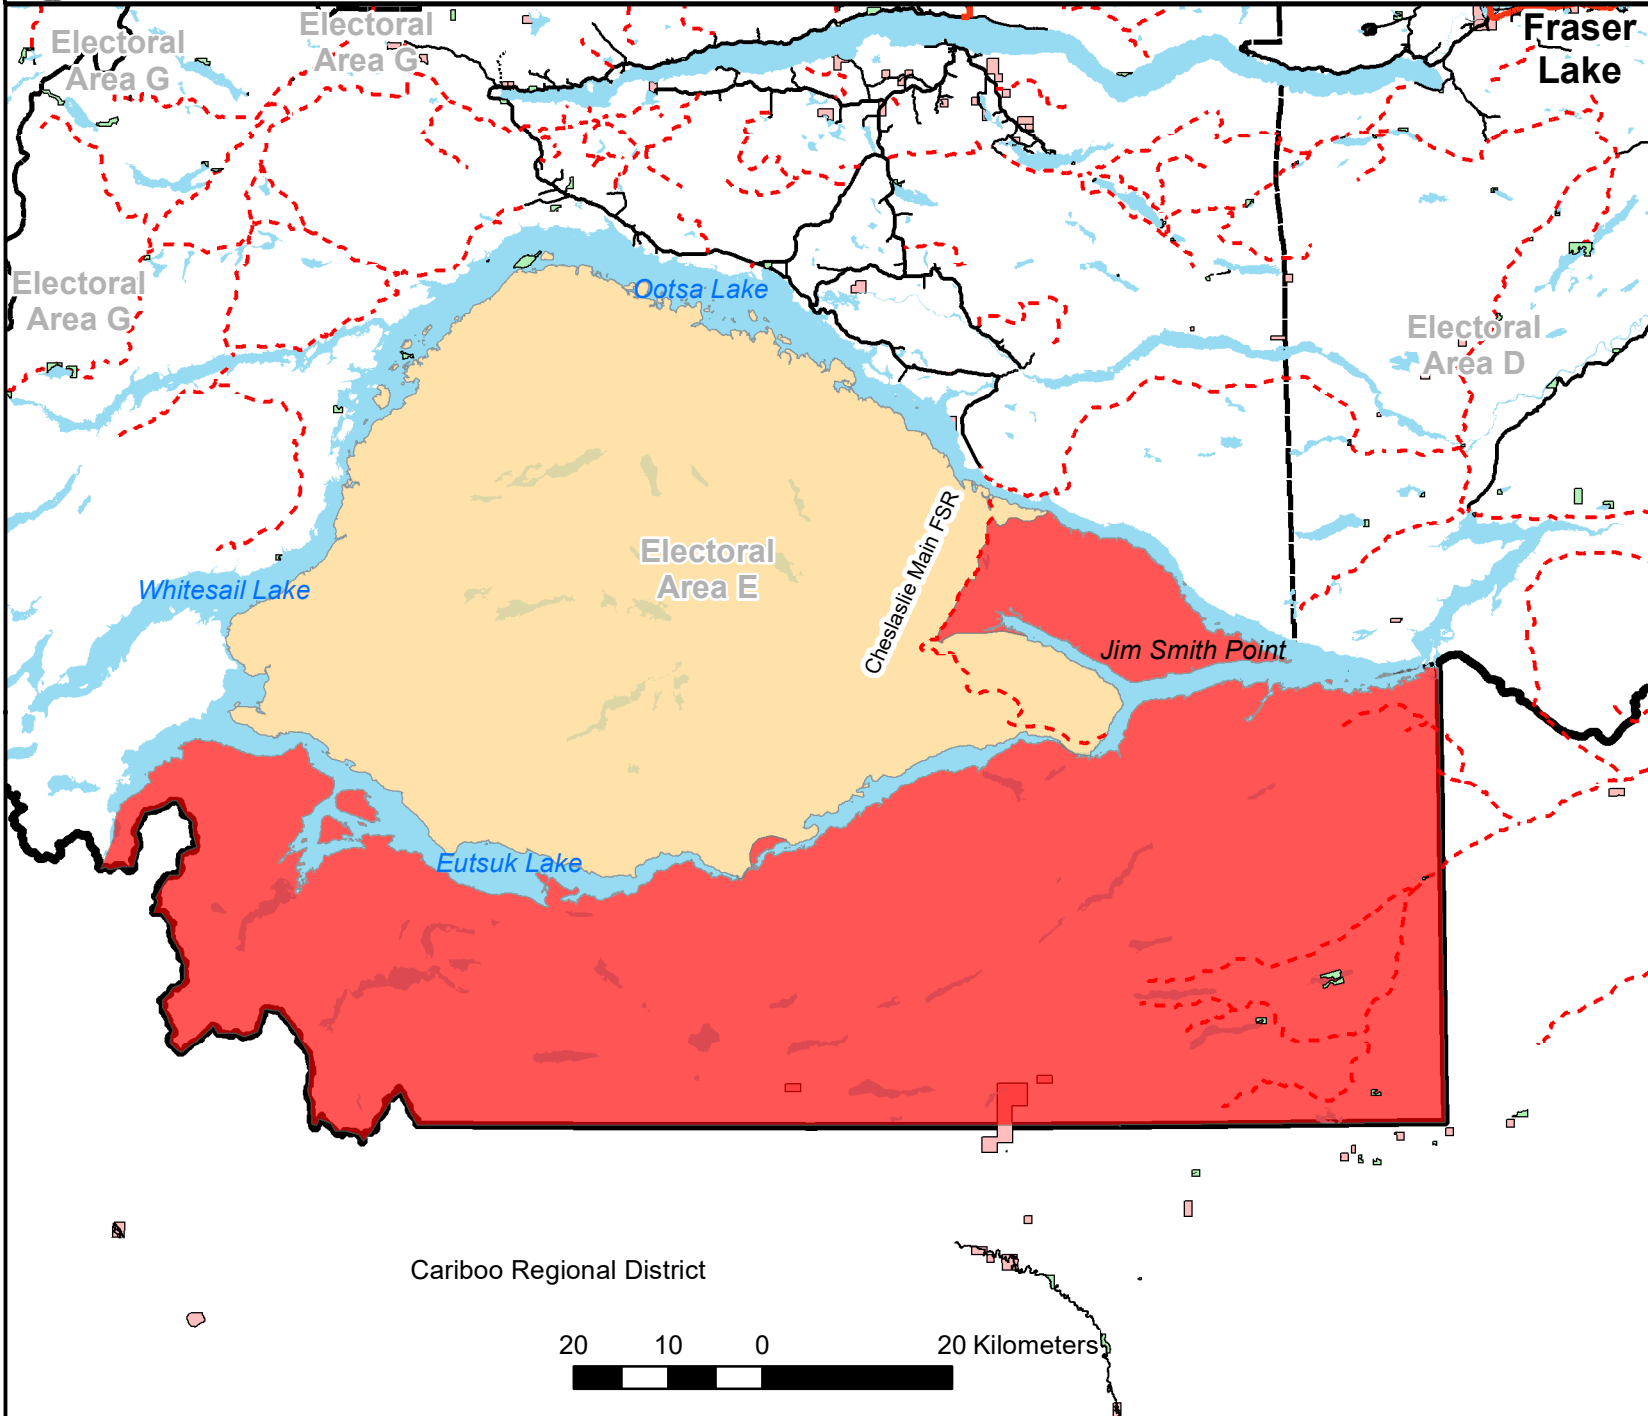 Electoral
Area G
Electoral
Area G
Fraser
Lake
Electoral
Area G
Ootsa Lake
Electoral
Area D
Electoral
Area E
Cheslaslie Main FSR
Whitesail Lake
Jim Smith Point
Eutsuk Lake
Cariboo Regional District
20 10 0 20 Kilometers